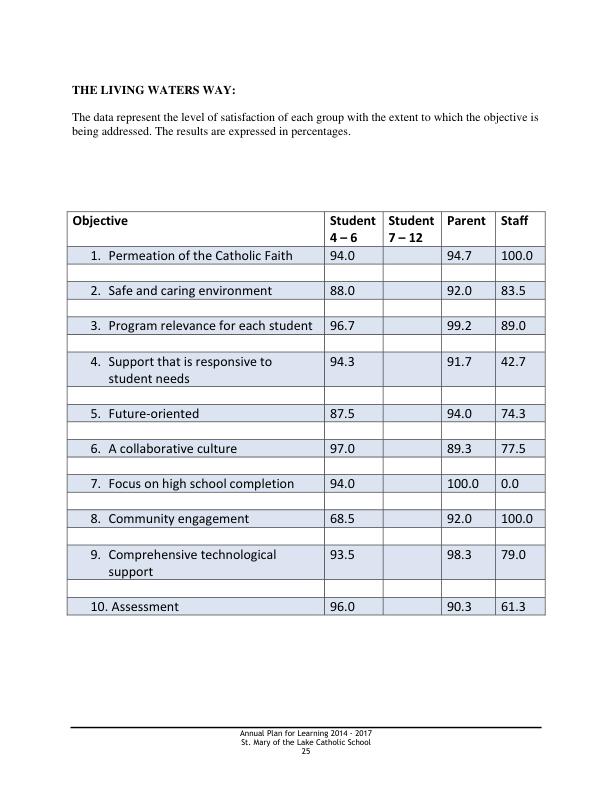 THE LIVING WATERS WAY:
The data represent the level of satisfaction of each group with the extent to which the objective is
being addressed. The results are expressed in percentages.
Objective Student 4 – 6 Student 7 – 12 Parent Staff
1. Permeation of the Catholic Faith 94.0 94.7 100.0
2. Safe and caring environment 88.0 92.0 83.5
3. Program relevance for each student 96.7 99.2 89.0
4. Support that is responsive to student needs 94.3 91.7 42.7
5. Future-oriented 87.5 94.0 74.3
6. A collaborative culture 97.0 89.3 77.5
7. Focus on high school completion 94.0 100.0 0.0
8. Community engagement 68.5 92.0 100.0
9. Comprehensive technological support 93.5 98.3 79.0
10. Assessment 96.0 90.3 61.3
Annual Plan for Learning 2014 - 2017
St. Mary of the Lake Catholic School
25